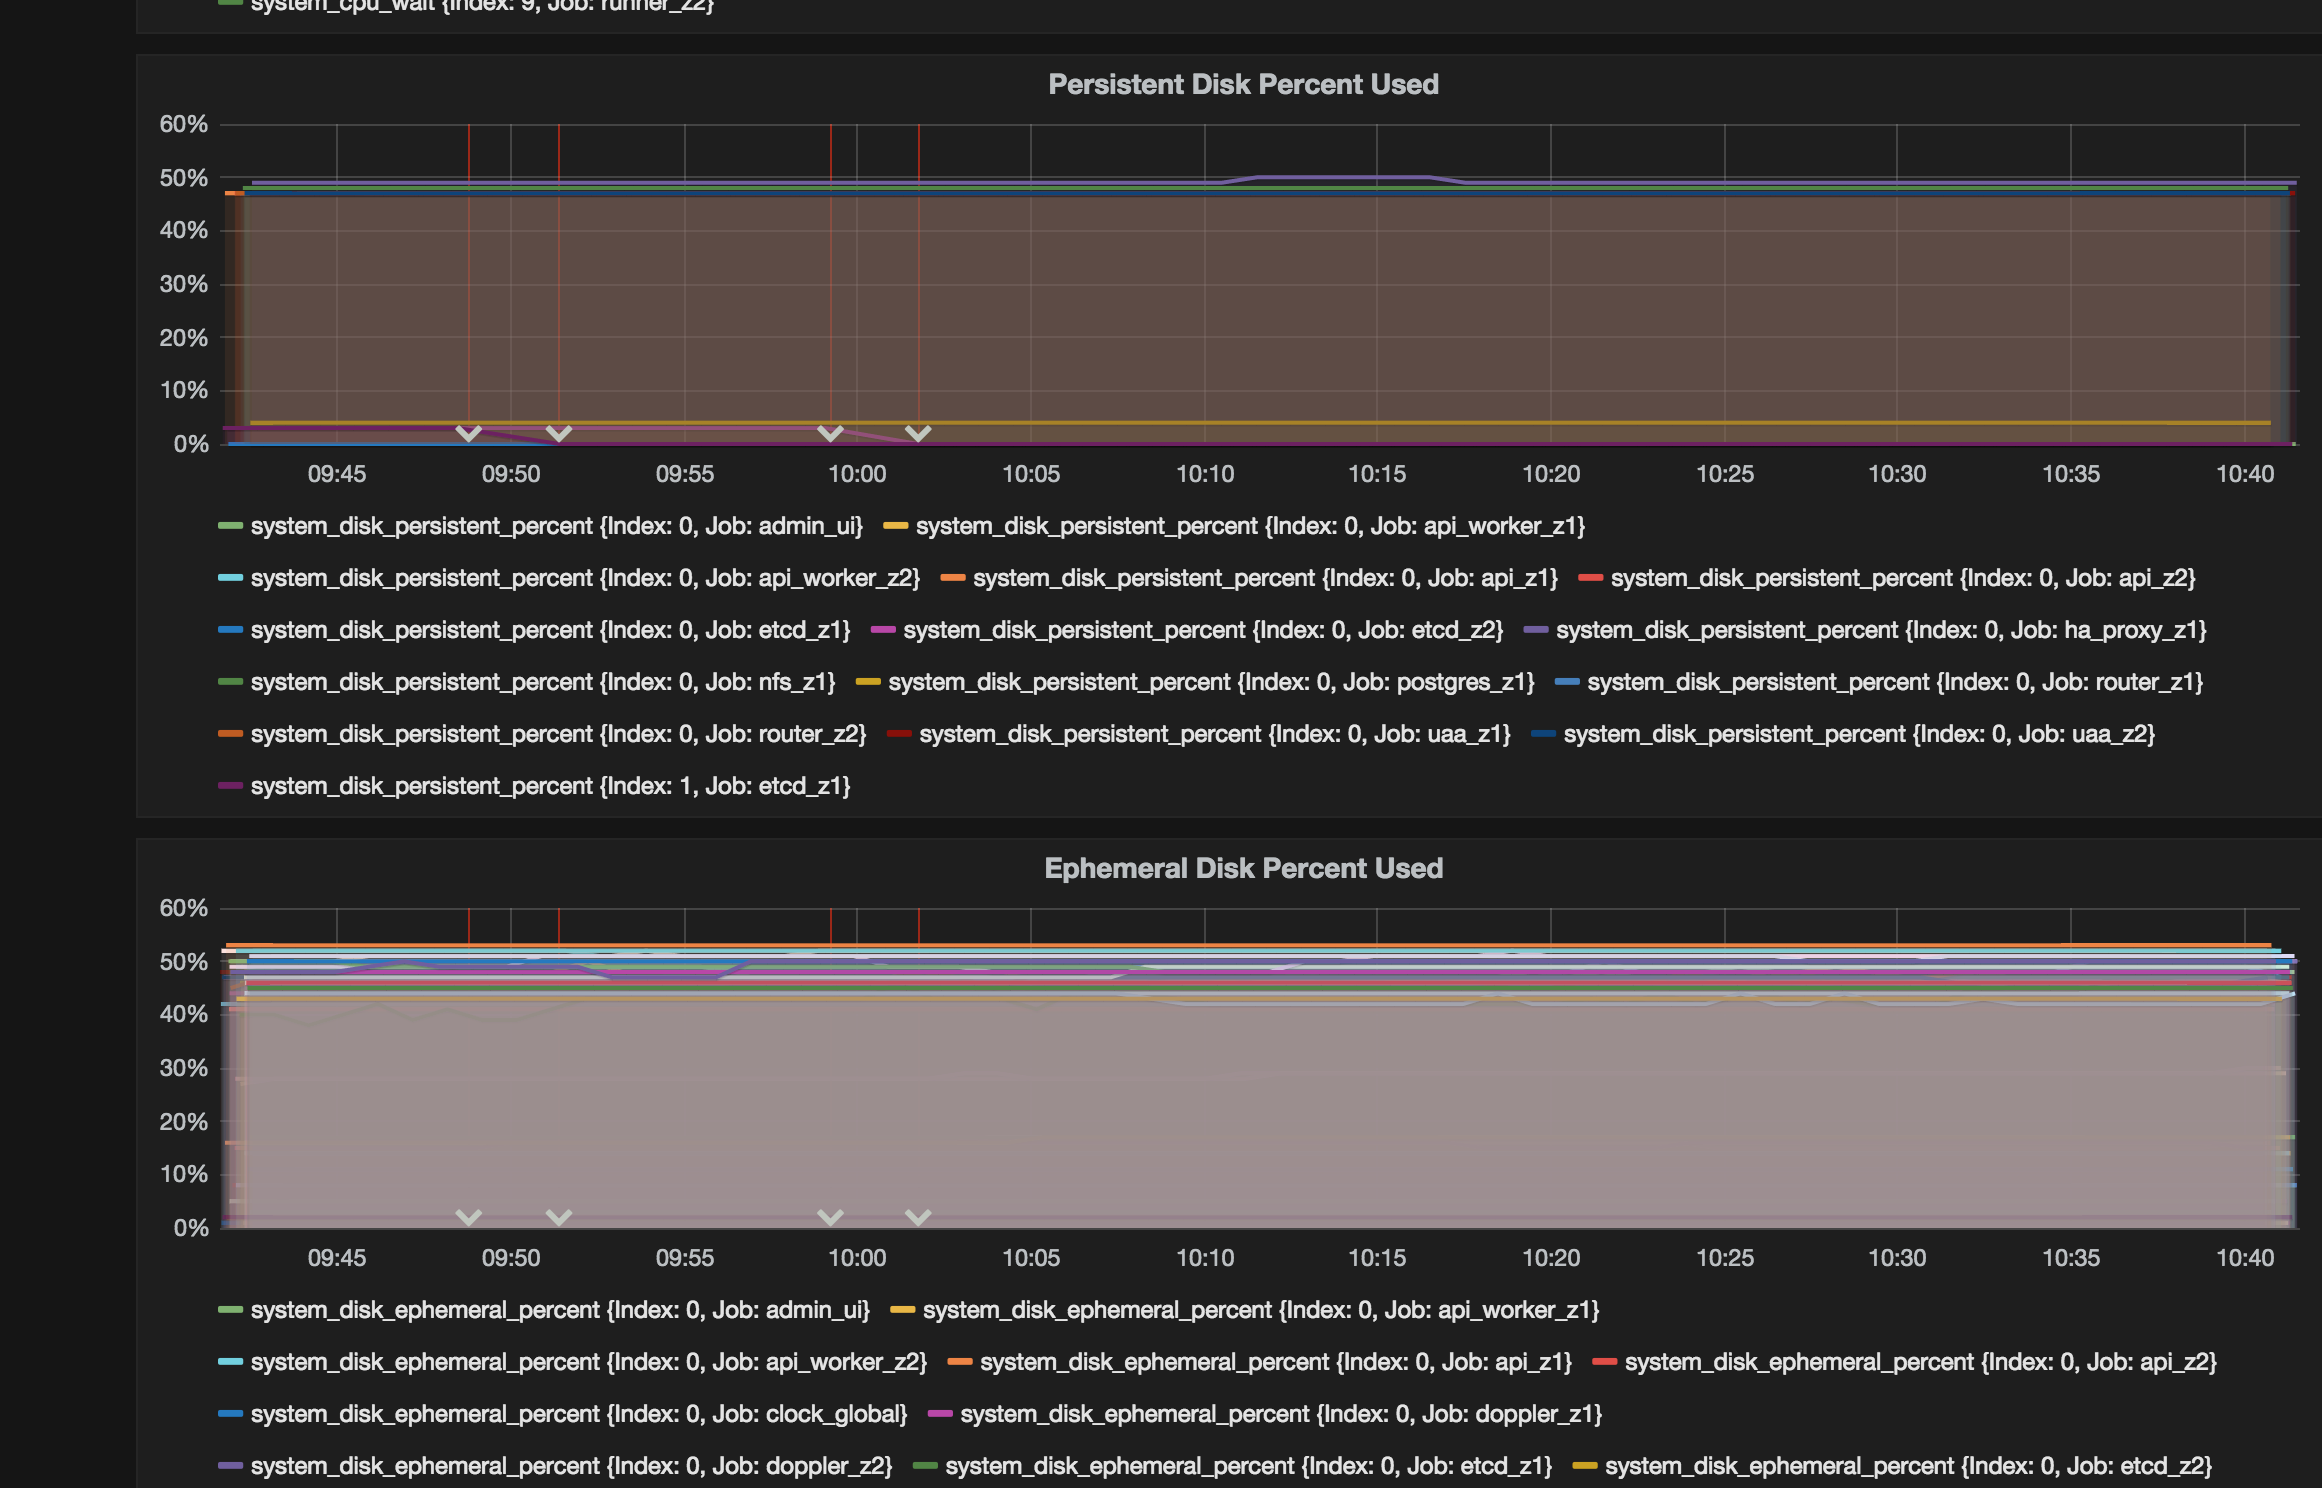 system_cpu_wait {Index: 9, Job: runner_z2}
Persistent Disk Percent Used
60%
50%
40%
30%
20%
10%
0%
09:45 09:50 09:55 10:00 10:05 10:10 10:15 10:20 10:25 10:30 10:35 10:40
system_disk_persistent_percent {Index: 0, Job: admin_ui} system_disk_persistent_percent {Index: 0, Job: api_worker_z1}
system_disk_persistent_percent {Index: 0, Job: api_worker_z2} system_disk_persistent_percent {Index: 0, Job: api_z1} system_disk_persistent_percent {Index: 0, Job: api_z2}
system_disk_persistent_percent {Index: 0, Job: etcd_z1} system_disk_persistent_percent {Index: 0, Job: etcd_z2} system_disk_persistent_percent {Index: 0, Job: ha_proxy_z1}
system_disk_persistent_percent {Index: 0, Job: nfs_z1} system_disk_persistent_percent {Index: 0, Job: postgres_z1} system_disk_persistent_percent {Index: 0, Job: router_z1}
system_disk_persistent_percent {Index: 0, Job: router_z2} system_disk_persistent_percent {Index: 0, Job: uaa_z1} system_disk_persistent_percent {Index: 0, Job: uaa_z2}
system_disk_persistent_percent {Index: 1, Job: etcd_z1}
Ephemeral Disk Percent Used
60%
50%
40%
30%
20%
10%
0%
09:45 09:50 09:55 10:00 10:05 10:10 10:15 10:20 10:25 10:30 10:35 10:40
system_disk_ephemeral_percent {Index: 0, Job: admin_ui} system_disk_ephemeral_percent {Index: 0, Job: api_worker_z1}
system_disk_ephemeral_percent {Index: 0, Job: api_worker_z2} system_disk_ephemeral_percent {Index: 0, Job: api_z1} system_disk_ephemeral_percent {Index: 0, Job: api_z2}
system_disk_ephemeral_percent {Index: 0, Job: clock_global} system_disk_ephemeral_percent {Index: 0, Job: doppler_z1}
system_disk_ephemeral_percent {Index: 0, Job: doppler_z2} system_disk_ephemeral_percent {Index: 0, Job: etcd_z1} system_disk_ephemeral_percent {Index: 0, Job: etcd_z2}